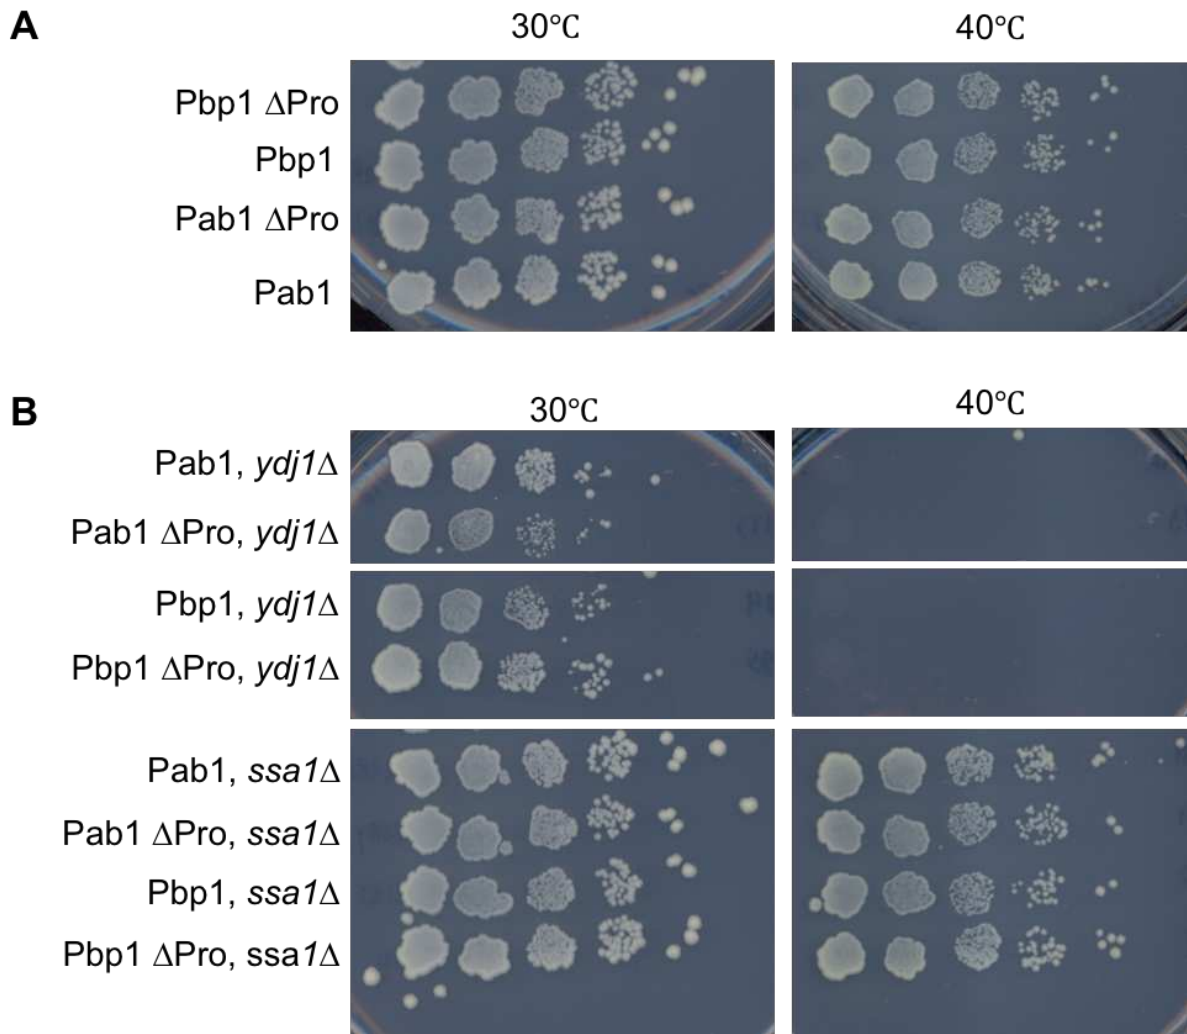 A
30°C 40°C
Pbp1 ΔPro
Pbp1
Pab1 ΔPro
Pab1
B
30°C 40°C
Pab1, ydj1Δ
Pab1 ΔPro, ydj1Δ
Pbp1, ydj1Δ
Pbp1 ΔPro, ydj1Δ
Pab1, ssa1Δ
Pab1 ΔPro, ssa1Δ
Pbp1, ssa1Δ
Pbp1 ΔPro, ssa1Δ